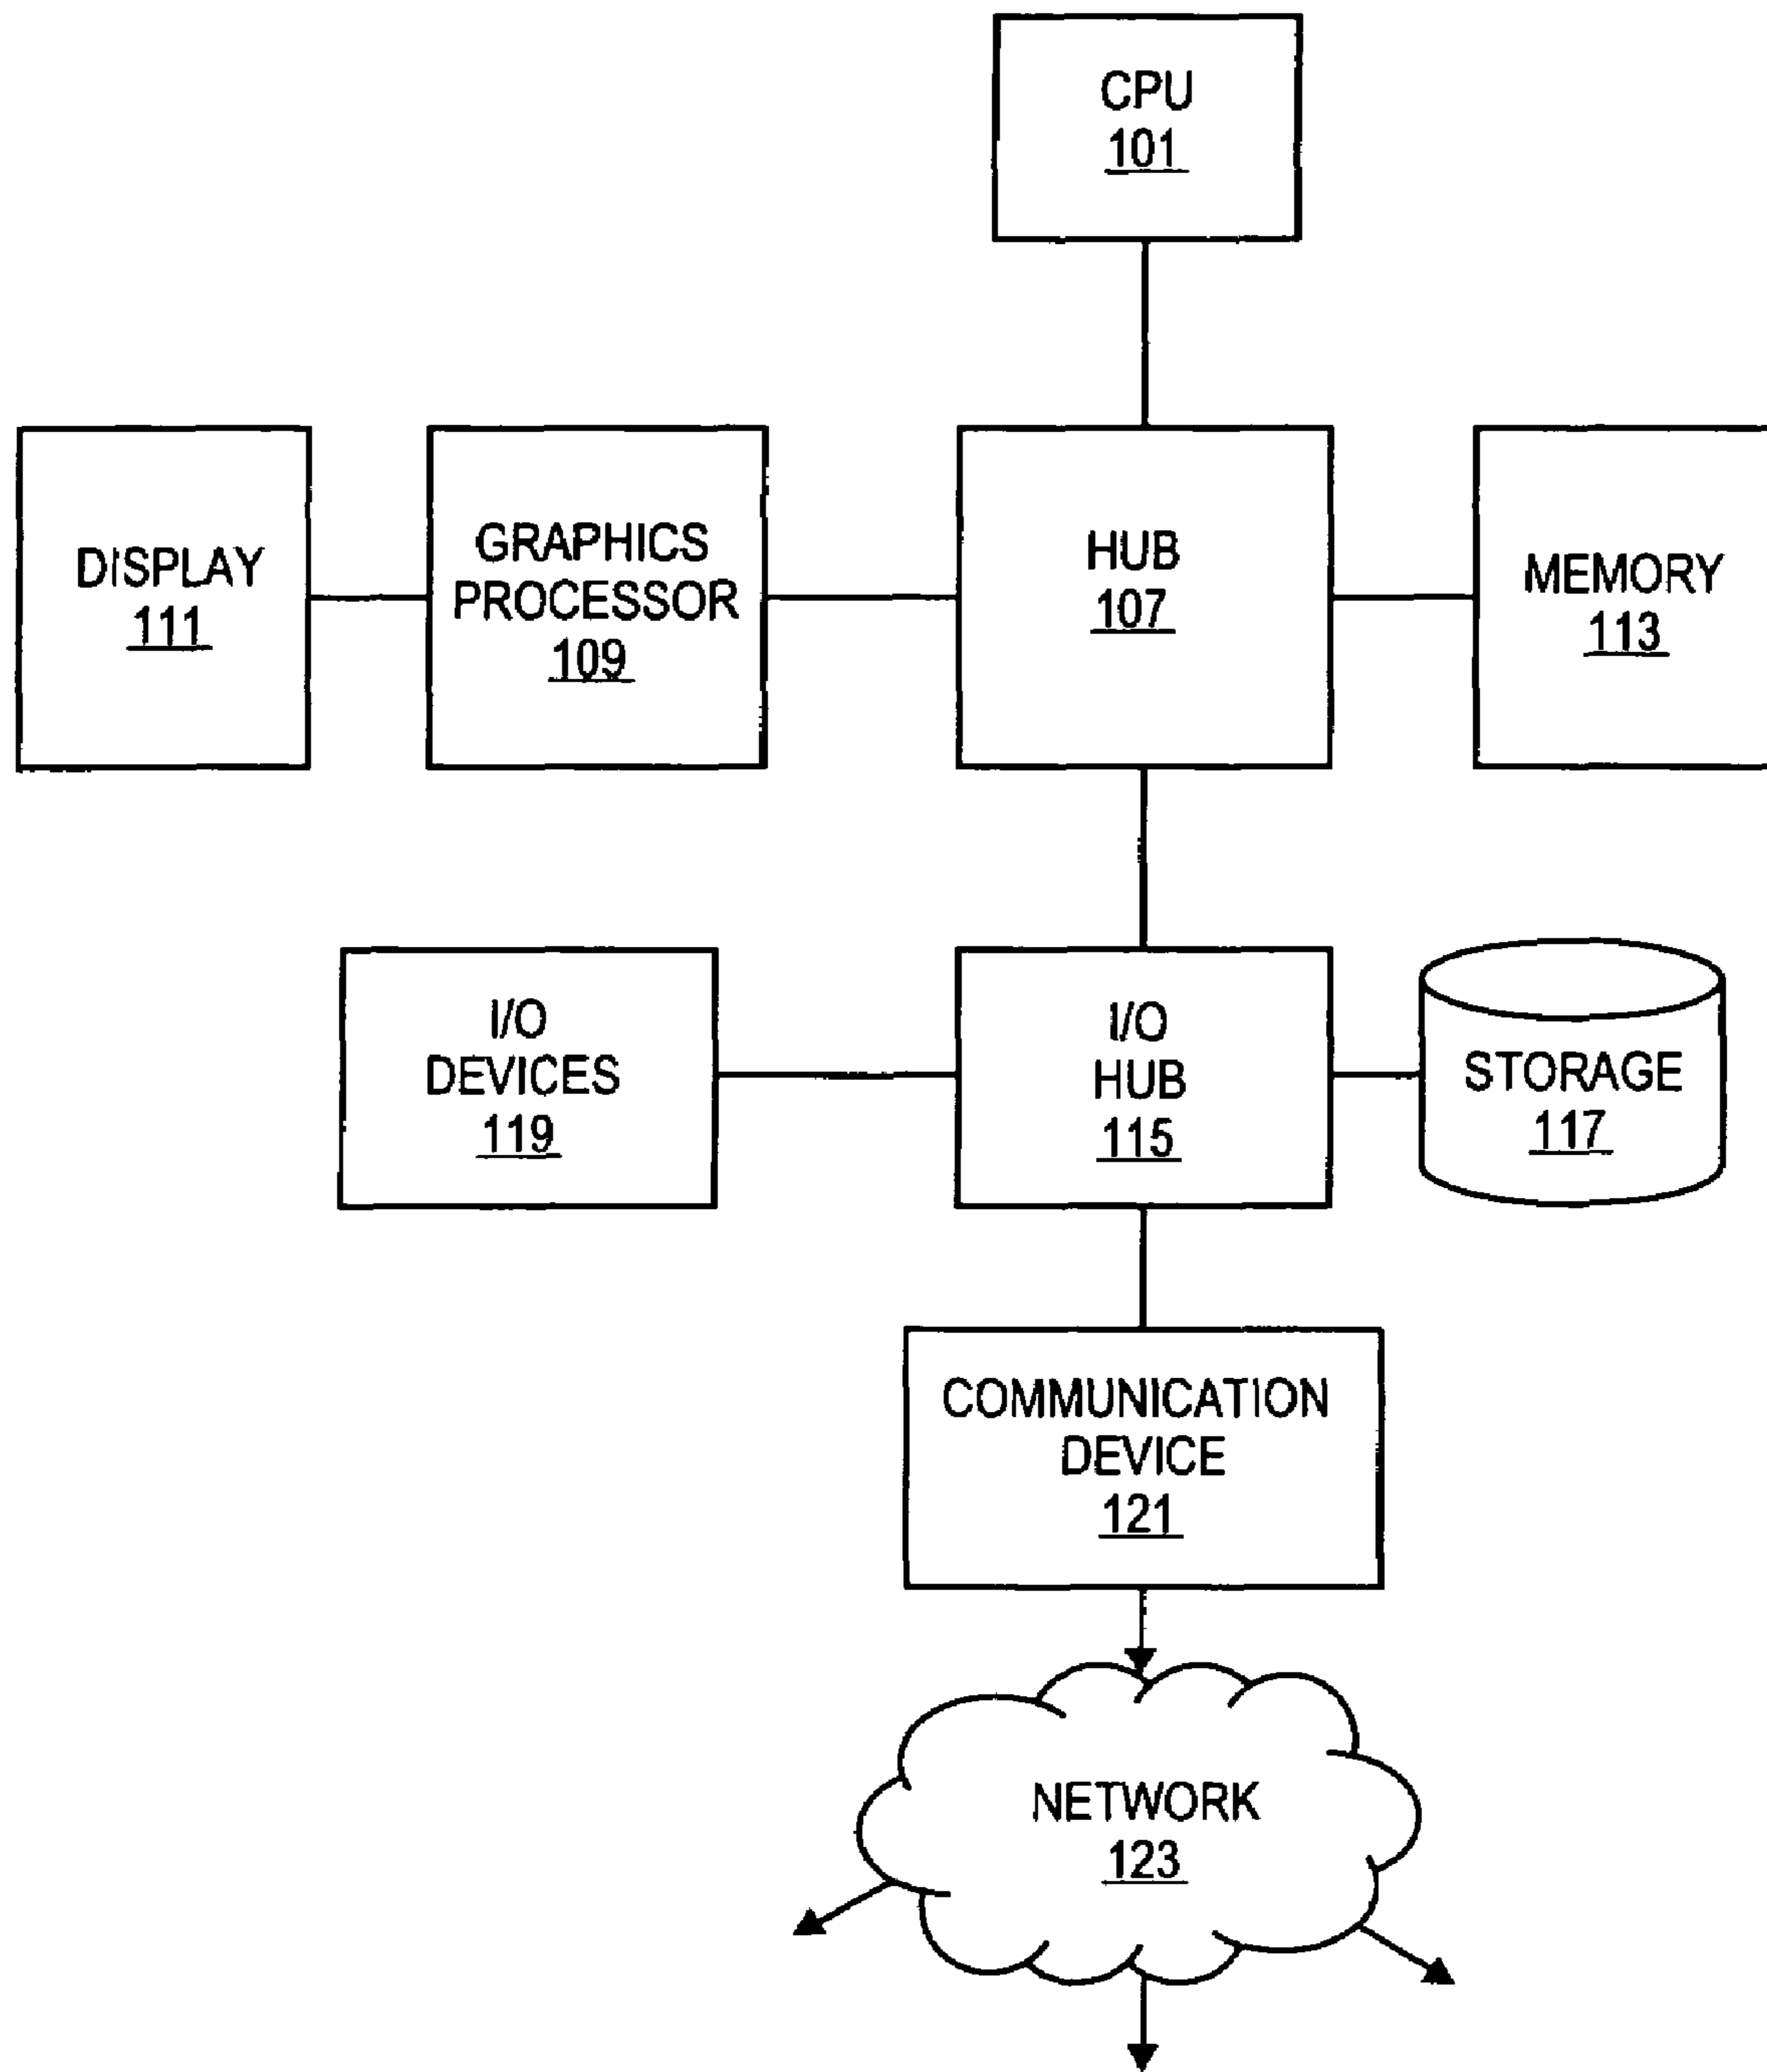 CPU
101
DISPLAY
111
GRAPHICS
PROCESSOR
109
HUB
107
MEMORY
113
I/O
DEVICES
119
I/O
HUB
115
STORAGE
117
COMMUNICATION
DEVICE
121
NETWORK
123